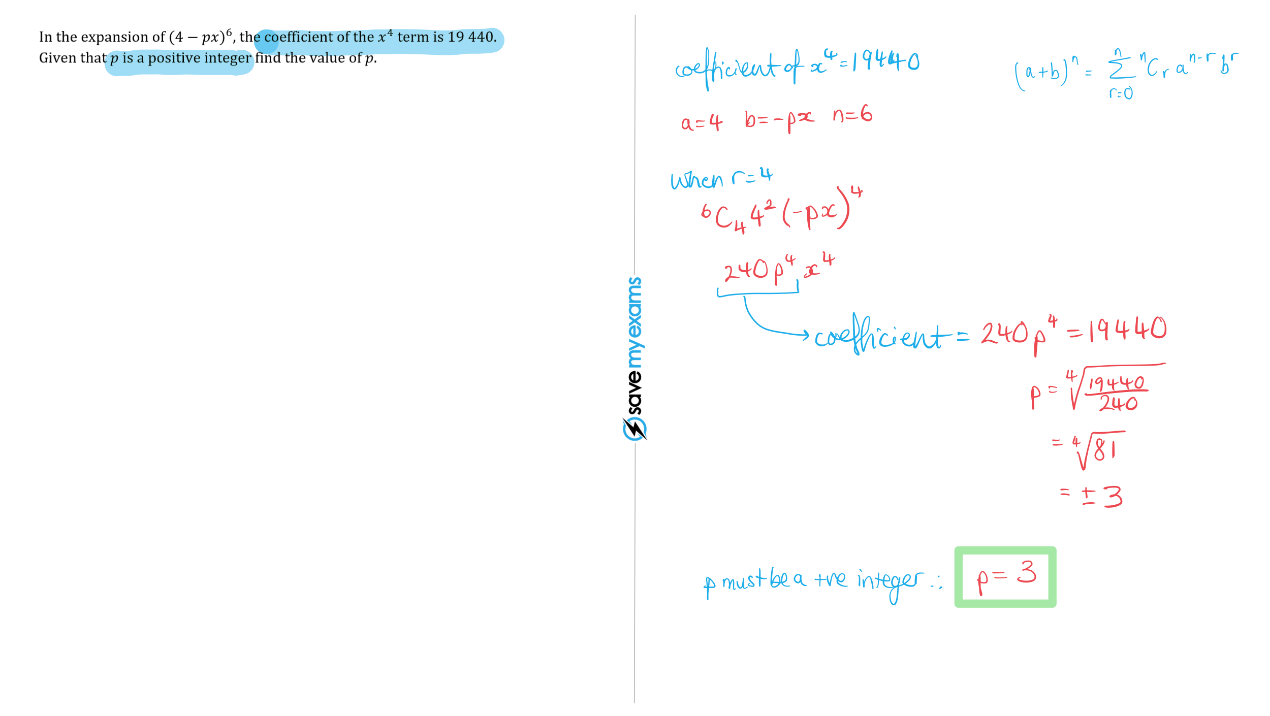 In the expansion of (4 − px)⁶, the coefficient of the x⁴ term is 19 440.
Given that p is a positive integer find the value of p.
coefficient of x⁴ = 19440
(a+b)ⁿ = ∑ⁿᵣ₌₀ ⁿCᵣ aⁿ⁻ʳ bʳ
a=4 b=-px n=6
when r=4
⁶C₄ 4² (-px)⁴
240p⁴ x⁴
coefficient = 240p⁴ = 19440
p = ⁴√(19440/240)
= ⁴√81
= ± 3
p must be a +ve integer ∴ p = 3
save my exams